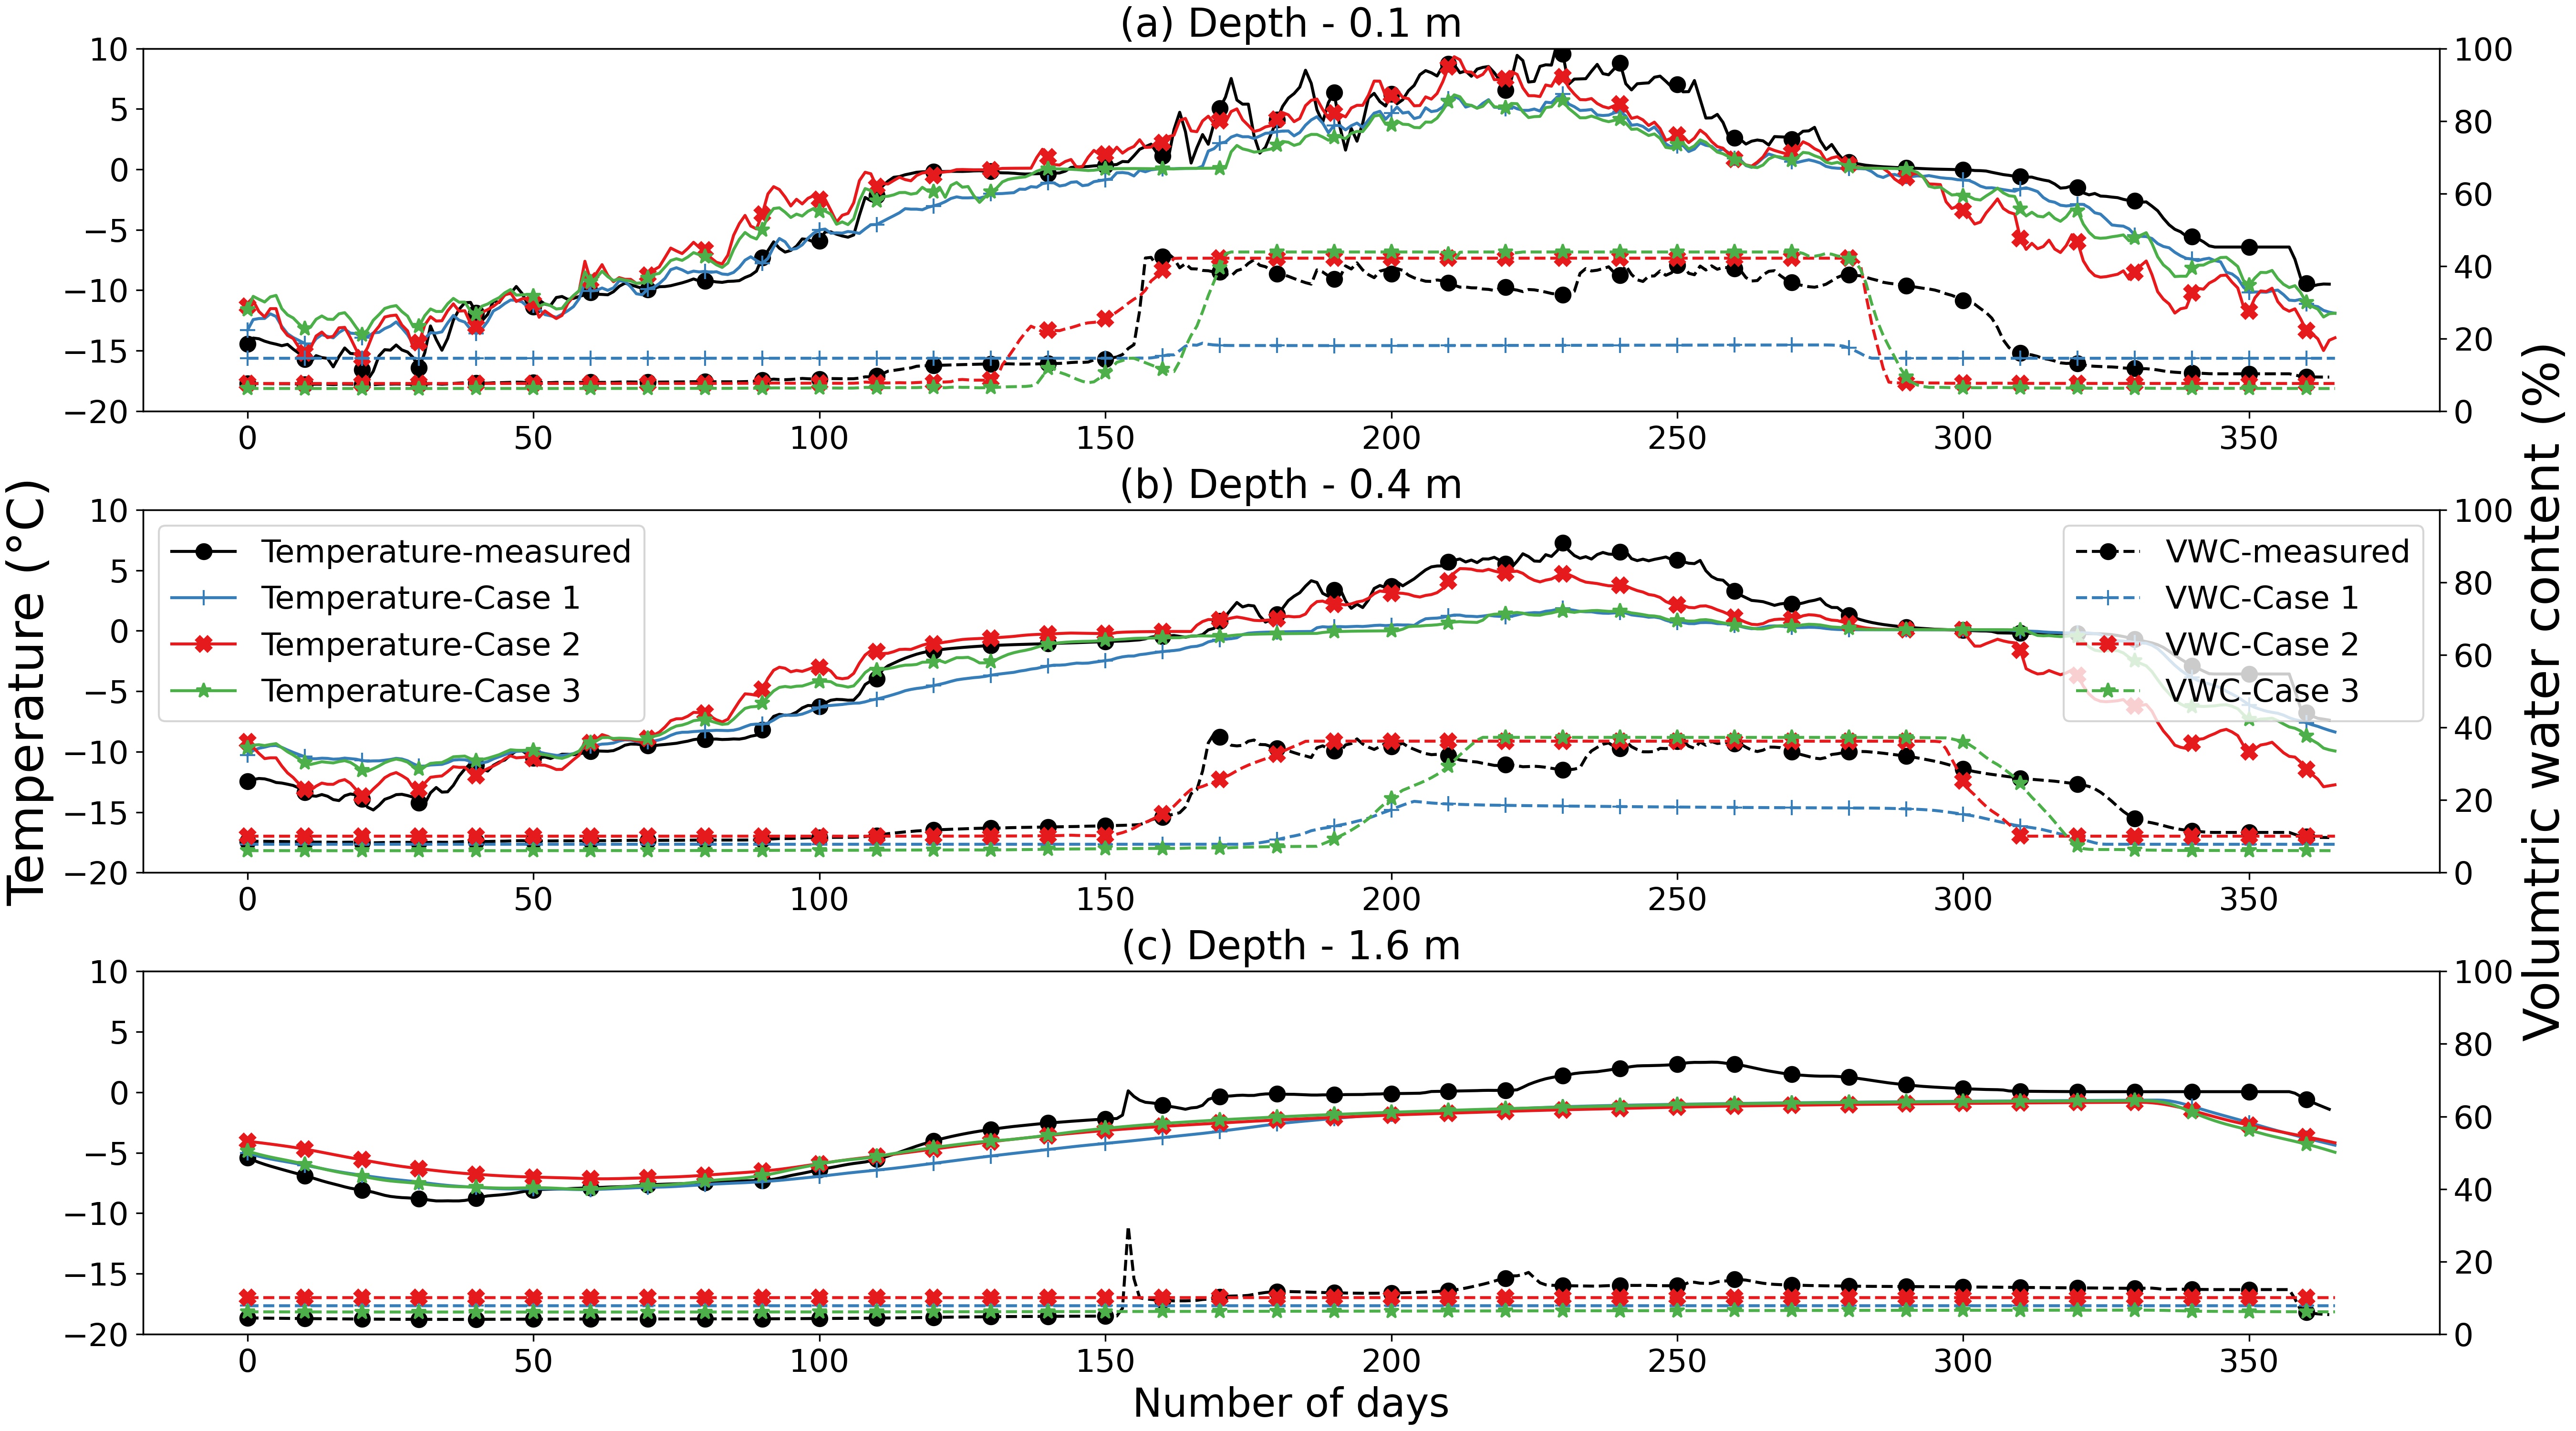 (a) Depth - 0.1 m
10
5
0
−5
−10
−15
−20
100
80
60
40
20
0
0 50 100 150 200 250 300 350
(b) Depth - 0.4 m
10
5
0
−5
−10
−15
−20
Temperature-measured
Temperature-Case 1
Temperature-Case 2
Temperature-Case 3
VWC-measured
VWC-Case 1
VWC-Case 2
VWC-Case 3
100
80
60
40
20
0
0 50 100 150 200 250 300 350
Temperature (°C)
Volumtric water content (%)
(c) Depth - 1.6 m
10
5
0
−5
−10
−15
−20
100
80
60
40
20
0
0 50 100 150 200 250 300 350
Number of days